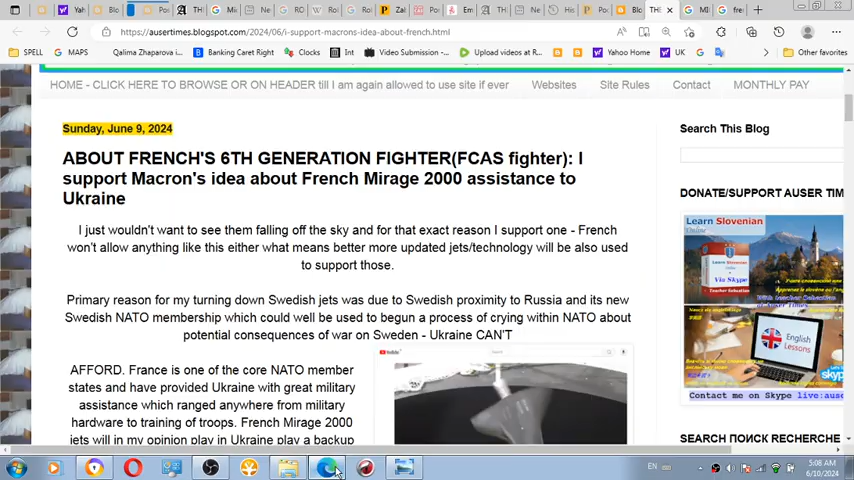 https://ausertimes.blogspot.com/2024/06/i-support-macrons-idea-about-french.html
SPELL
GAPS
Qalima Zharapova i...
Banking Caret Right
Clocks
Int
Video Submission -...
Upload videos at R...
G
G
Yahoo Home
UK
G
Other favorites
HOME - CLICK HERE TO BROWSE OR ON HEADER till I am again allowed to use site if ever
Websites
Site Rules
Contact
MONTHLY PAY
Sunday, June 9, 2024
ABOUT FRENCH'S 6TH GENERATION FIGHTER(FCAS fighter): I
support Macron's idea about French Mirage 2000 assistance to
Ukraine
I just wouldn't want to see them falling off the sky and for that exact reason I support one - French
won't allow anything like this either what means better more updated jets/technology will be also used
to support those.
Primary reason for my turning down Swedish jets was due to Swedish proximity to Russia and its new
Swedish NATO membership which could well be used to begun a process of crying within NATO about
potential consequences of war on Sweden - Ukraine CAN'T
AFFORD. France is one of the core NATO member
states and have provided Ukraine with great military
assistance which ranged anywhere from military
hardware to training of troops. French Mirage 2000
jets will in my opinion play in Ukraine play a backup
Search This Blog
DONATE/SUPPORT AUSER TIM
Learn Slovenian
Online
Via Skype
English
Lessons
Contact me on Skype live:ause
SEARCH ПОИСК RECHERCHE
EN
5:08 AM
6/10/2024